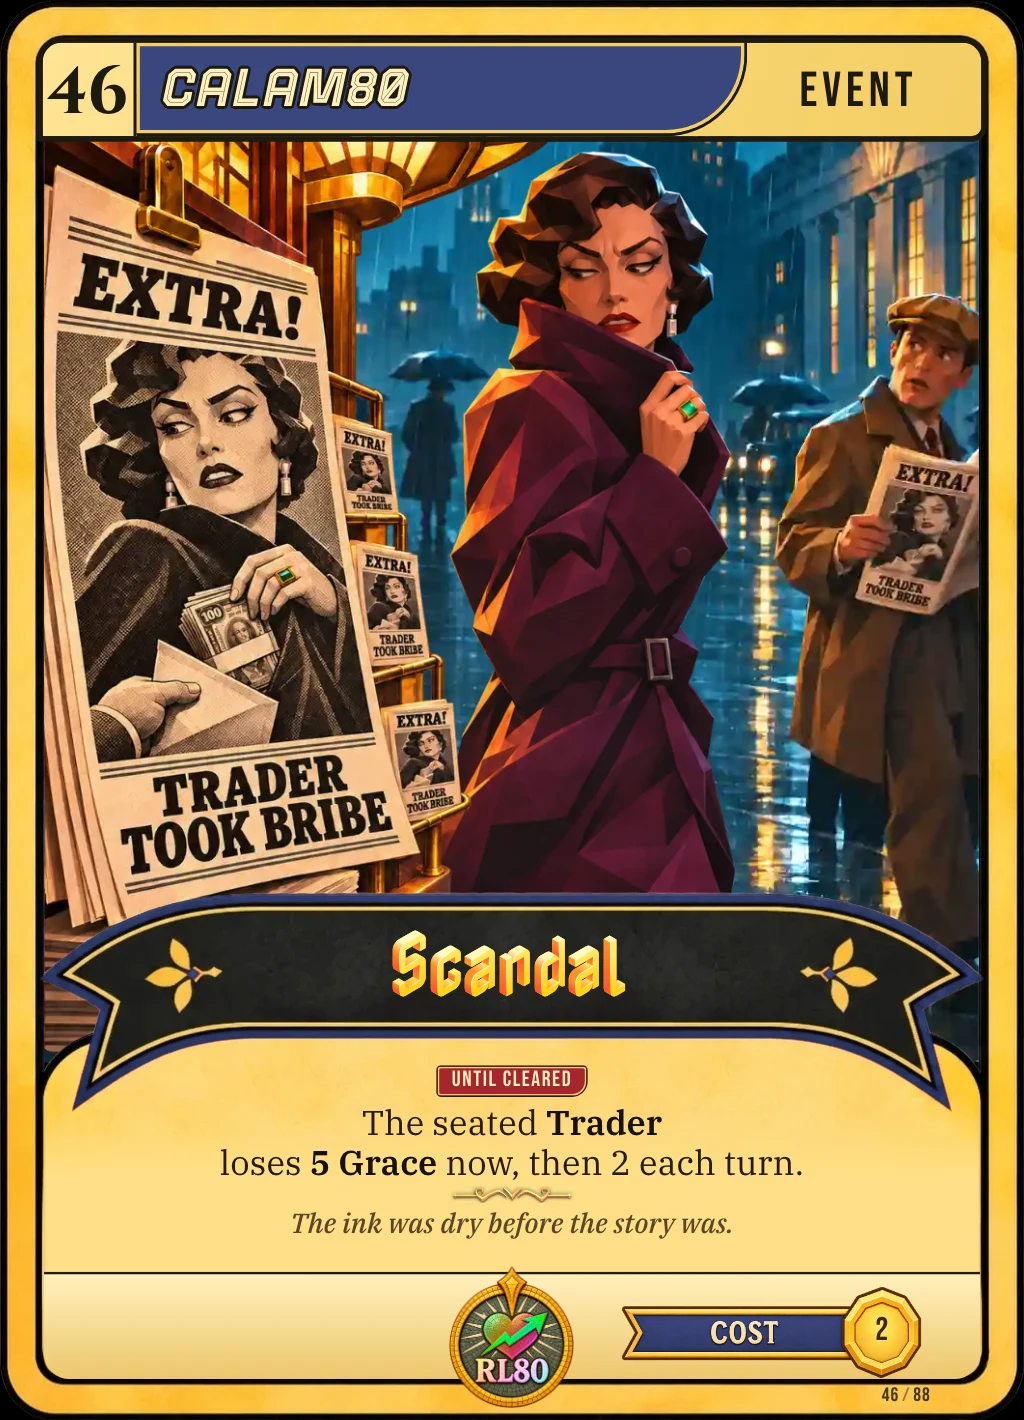 46
CALAM80
EVENT
EXTRA!
100
TRADER
TOOK BRIBE
EXTRA!
TRADER
TOOK BRIBE
EXTRA!
TRADER
TOOK BRIBE
EXTRA!
TRADER
TOOK BRIBE
EXTRA!
TRADER
TOOK BRIBE
Scandal
UNTIL CLEARED
The seated Trader
loses 5 Grace now, then 2 each turn.
The ink was dry before the story was.
RL80
COST
2
46 / 88